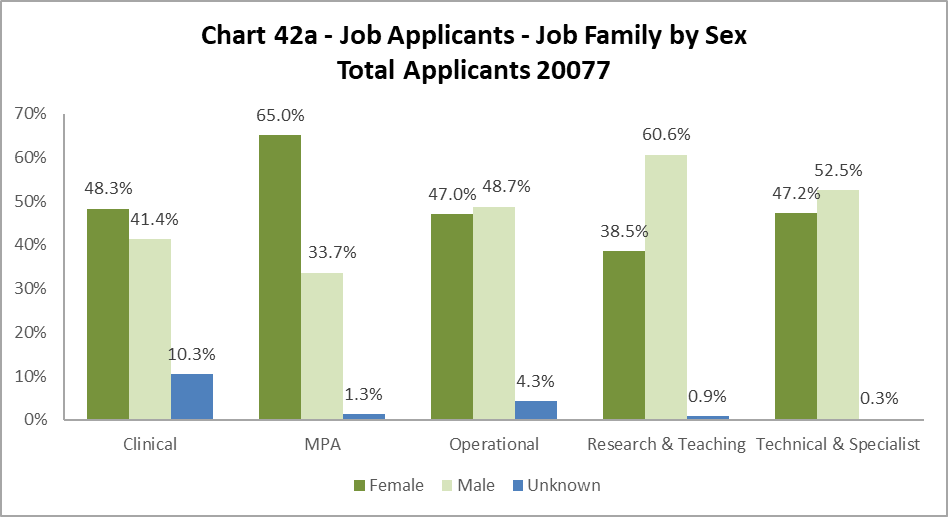 Chart 42a - Job Applicants - Job Family by Sex
Total Applicants 20077
70%
60%
50%
40%
30%
20%
10%
0%
48.3%
41.4%
10.3%
65.0%
33.7%
1.3%
47.0%
48.7%
4.3%
38.5%
60.6%
0.9%
47.2%
52.5%
0.3%
Clinical
MPA
Operational
Research & Teaching
Technical & Specialist
Female
Male
Unknown